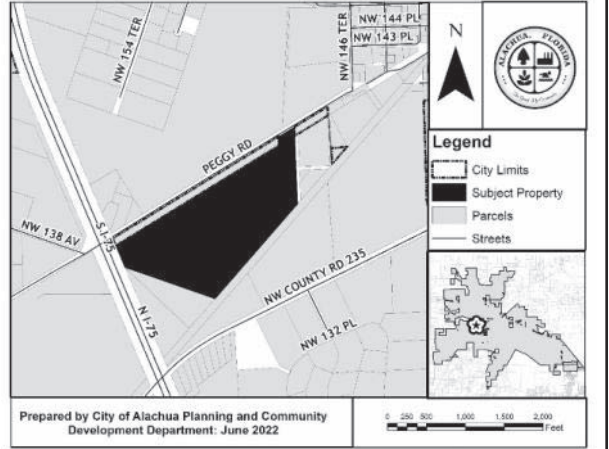 NW 154 TER
NW 146 TER
NW 144 PL
NW 143 PL
PEGGY RD
NW 138 AV
S I-75
N I-75
NW COUNTY RD 235
NW 132 PL
N
ALACHUA, FLORIDA
Legend
City Limits
Subject Property
Parcels
Streets
Prepared by City of Alachua Planning and Community
Development Department: June 2022
0 250 500 1,000 1,500 2,000
Feet